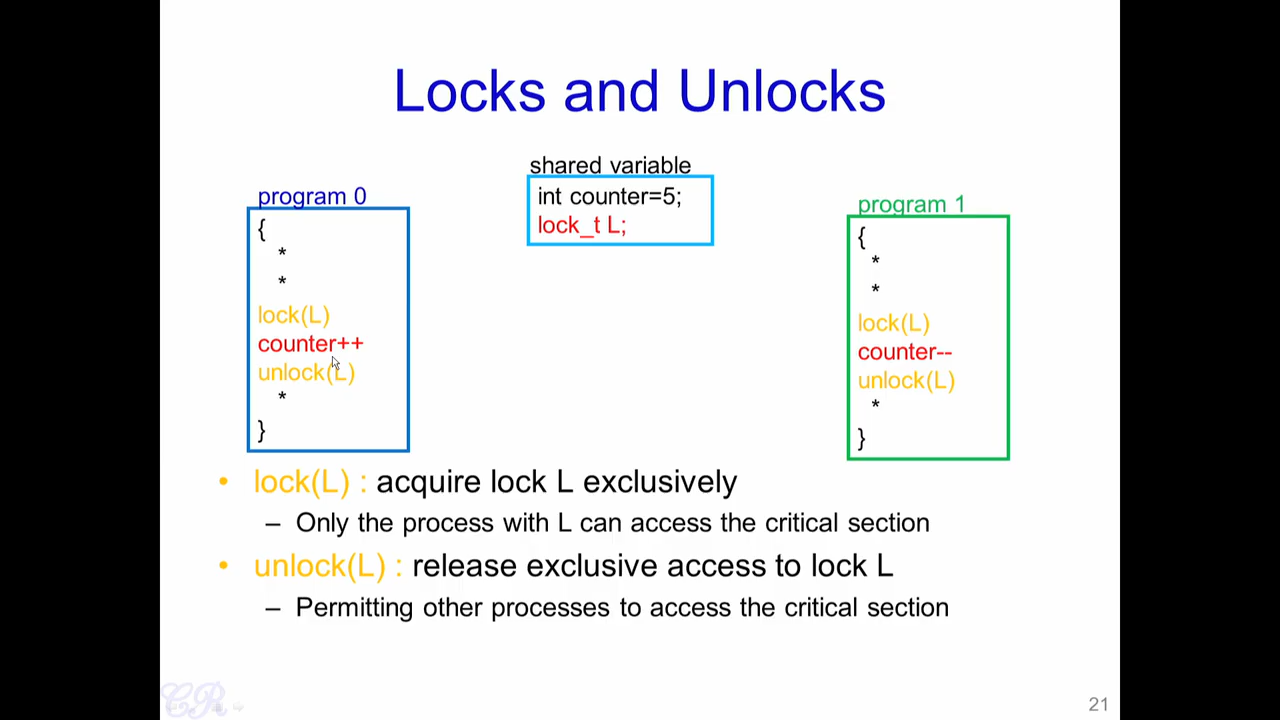 Locks and Unlocks
shared variable
int counter=5;
lock_t L;
program 0
{
*
*
lock(L)
counter++
unlock(L)
*
}
program 1
{
*
*
lock(L)
counter--
unlock(L)
*
}
• lock(L) : acquire lock L exclusively
– Only the process with L can access the critical section
• unlock(L) : release exclusive access to lock L
– Permitting other processes to access the critical section
CR
21